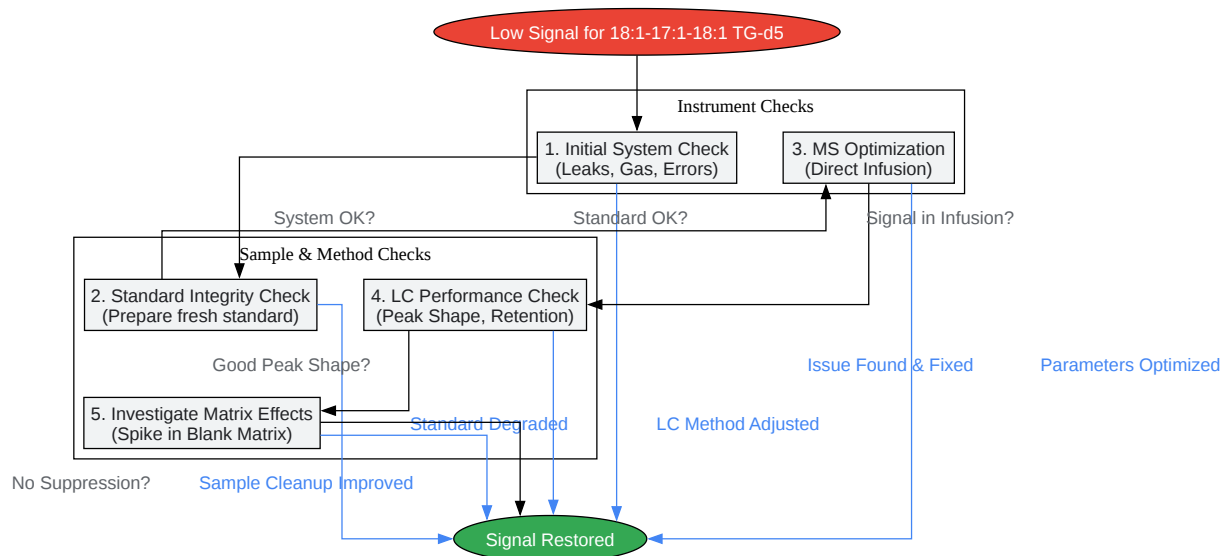 Low Signal for 18:1-17:1-18:1 TG-d5
Instrument Checks
1. Initial System Check
(Leaks, Gas, Errors)
3. MS Optimization
(Direct Infusion)
System OK?
Standard OK?
Signal in Infusion?
Sample & Method Checks
2. Standard Integrity Check
(Prepare fresh standard)
4. LC Performance Check
(Peak Shape, Retention)
Good Peak Shape?
Issue Found & Fixed
Parameters Optimized
5. Investigate Matrix Effects
(Spike in Blank Matrix)
Standard Degraded
LC Method Adjusted
No Suppression?
Sample Cleanup Improved
Signal Restored